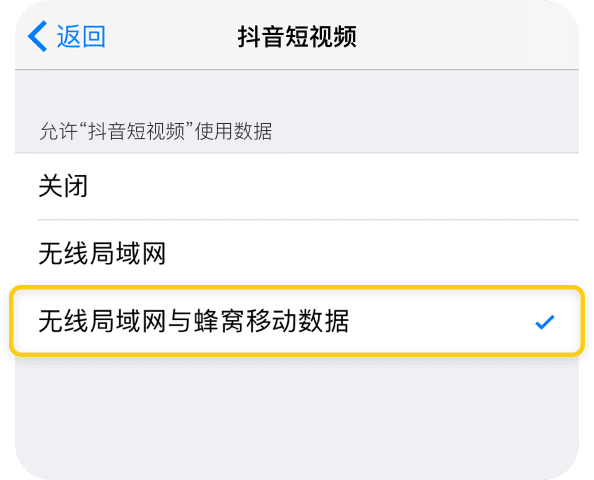 返回
抖音短视频
允许“抖音短视频”使用数据
关闭
无线局域网
无线局域网与蜂窝移动数据